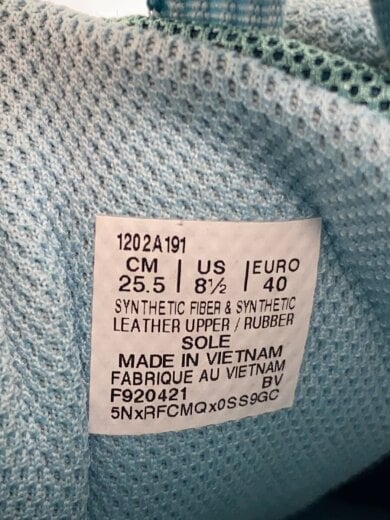 1202A191
CM | US | EURO
25.5 | 8½ | 40
SYNTHETIC FIBER & SYNTHETIC
LEATHER UPPER / RUBBER
SOLE
MADE IN VIETNAM
FABRIQUE AU VIETNAM
F920421 BV
5NxRFCMQx0SS9GC